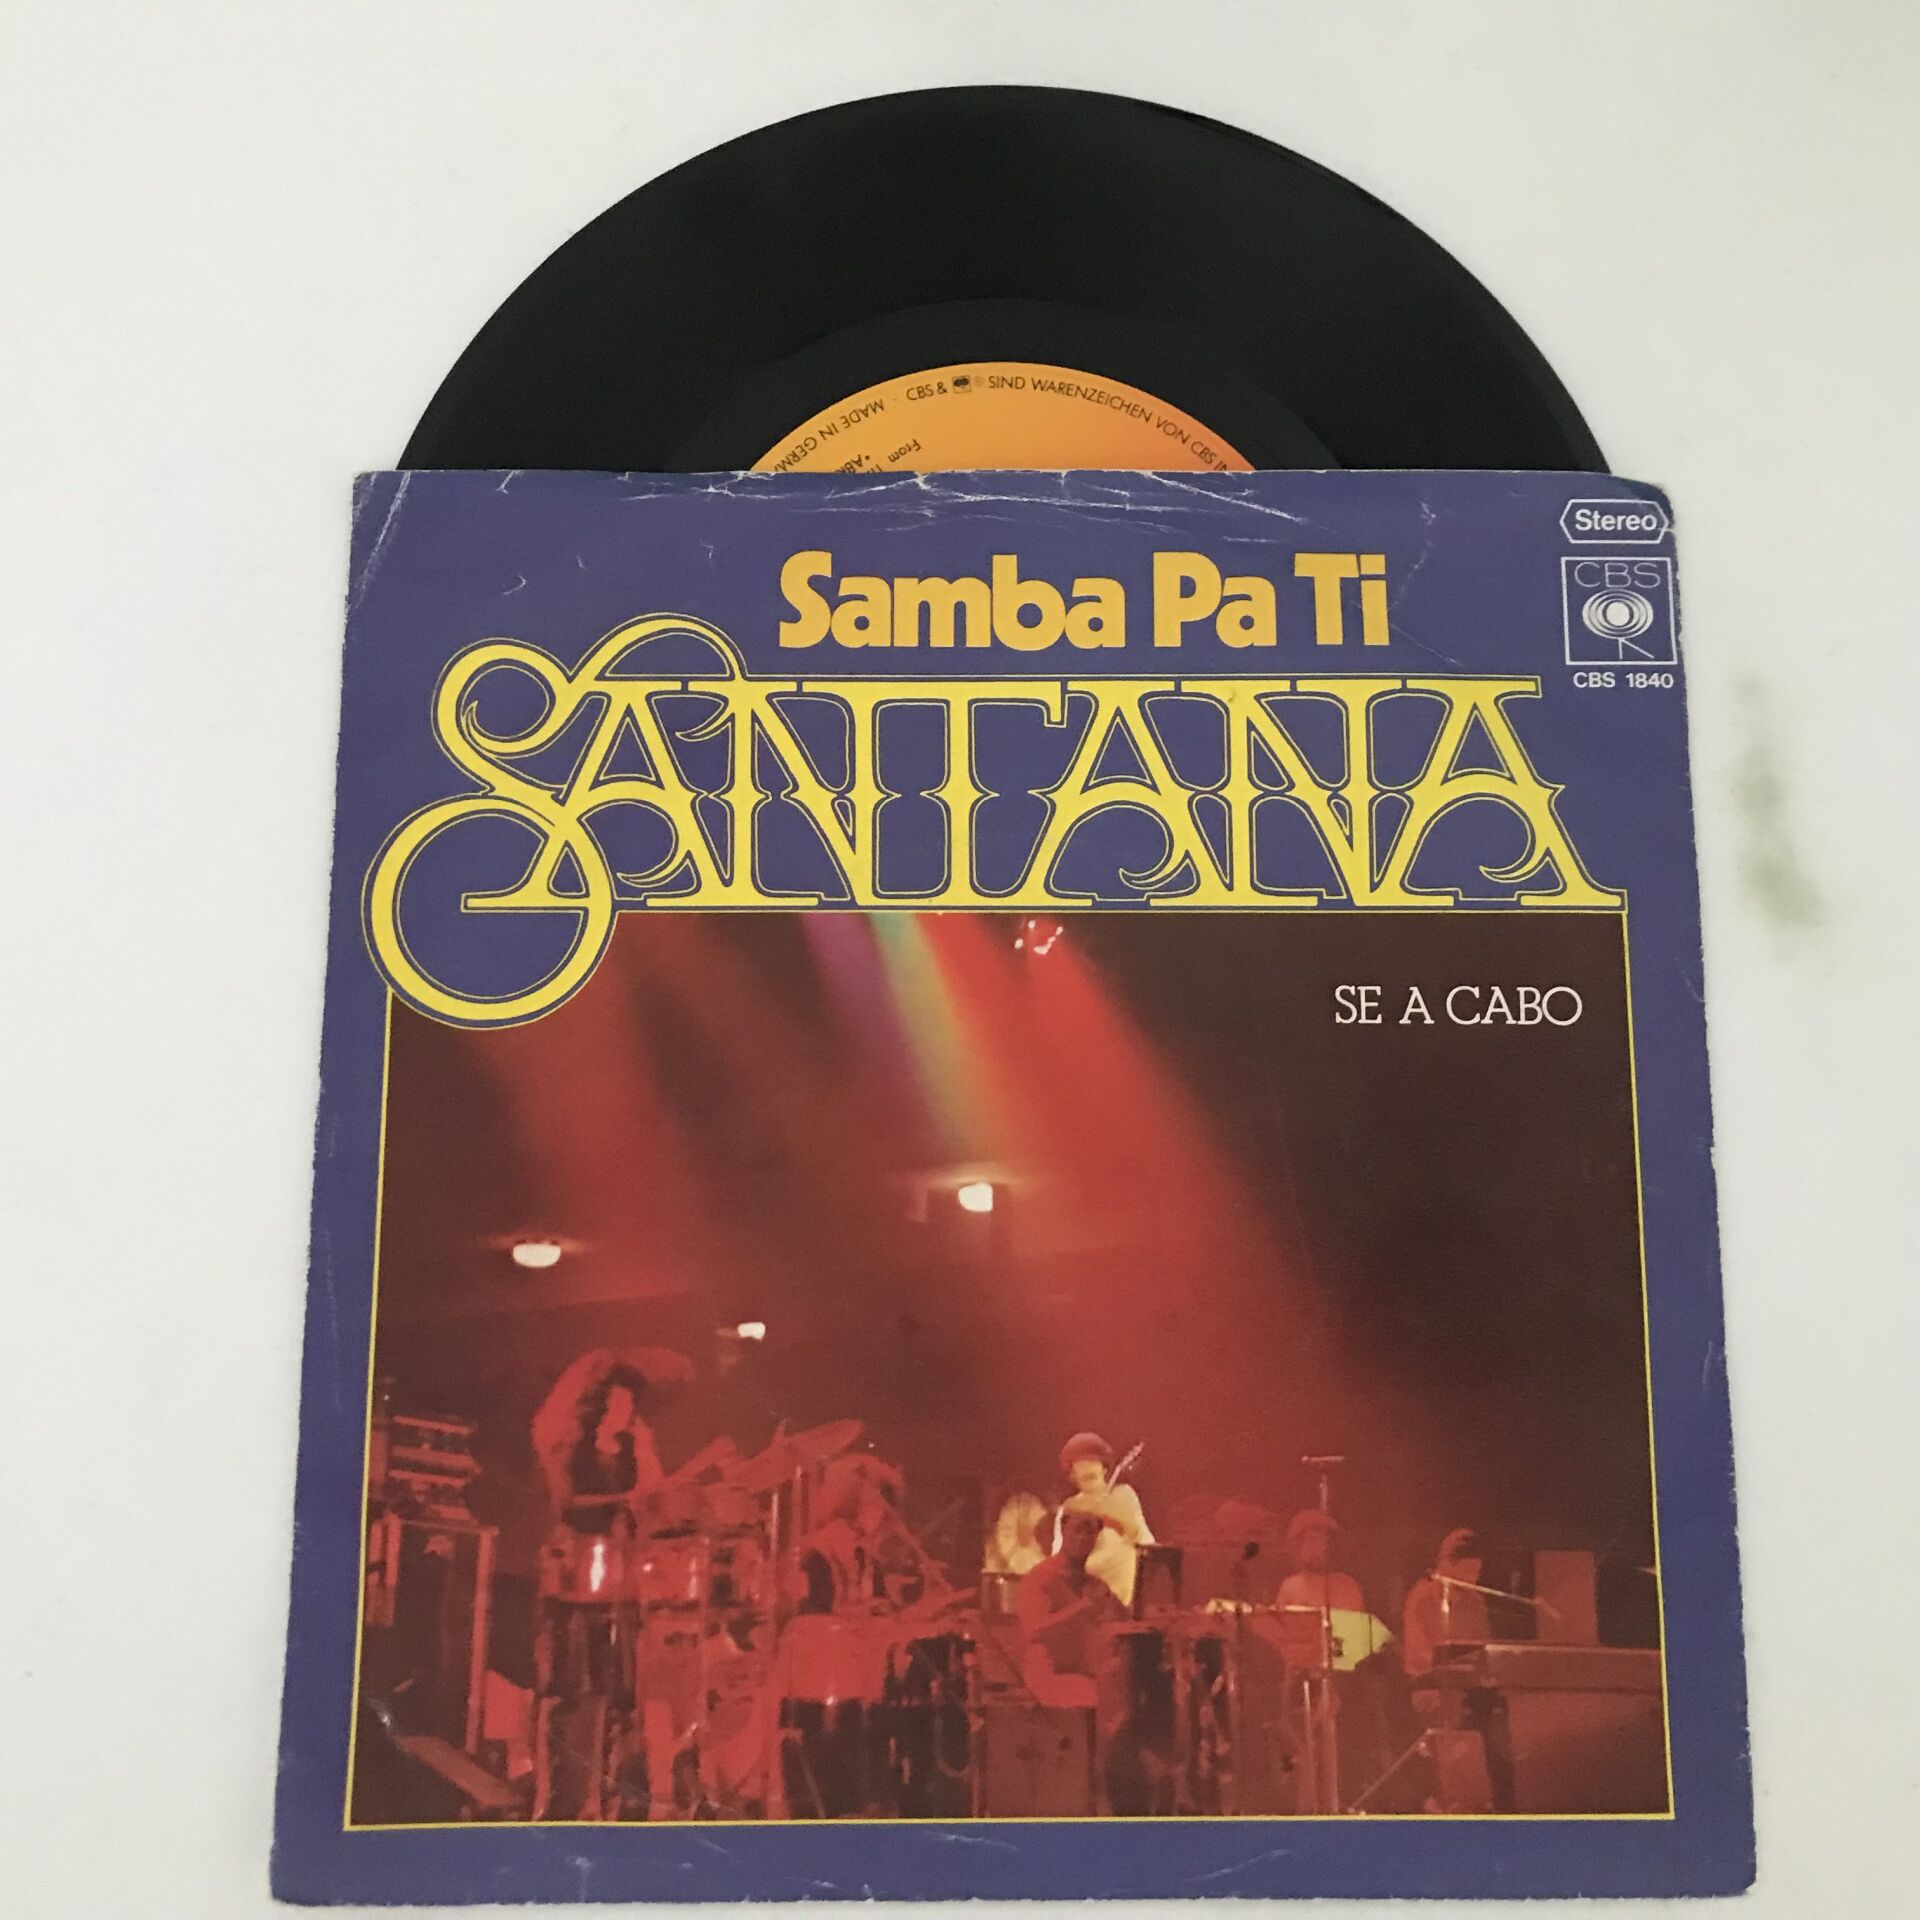 MADE IN GERM
CBS & ® SIND WARENZEICHEN VON CBS IN
From
Stereo
CBS
CBS 1840
Samba Pa Ti
SANTANA
SE A CABO